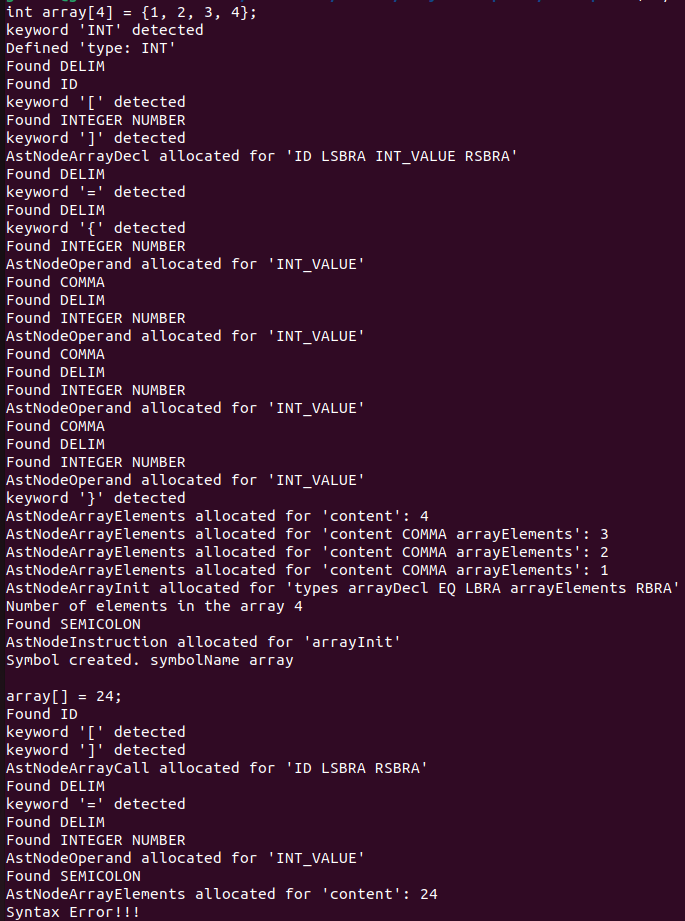 int array[4] = {1, 2, 3, 4};
keyword 'INT' detected
Defined 'type: INT'
Found DELIM
Found ID
keyword '[' detected
Found INTEGER NUMBER
keyword ']' detected
AstNodeArrayDecl allocated for 'ID LSBRA INT_VALUE RSBRA'
Found DELIM
keyword '=' detected
Found DELIM
keyword '{' detected
Found INTEGER NUMBER
AstNodeOperand allocated for 'INT_VALUE'
Found COMMA
Found DELIM
Found INTEGER NUMBER
AstNodeOperand allocated for 'INT_VALUE'
Found COMMA
Found DELIM
Found INTEGER NUMBER
AstNodeOperand allocated for 'INT_VALUE'
Found COMMA
Found DELIM
Found INTEGER NUMBER
AstNodeOperand allocated for 'INT_VALUE'
keyword '}' detected
AstNodeArrayElements allocated for 'content': 4
AstNodeArrayElements allocated for 'content COMMA arrayElements': 3
AstNodeArrayElements allocated for 'content COMMA arrayElements': 2
AstNodeArrayElements allocated for 'content COMMA arrayElements': 1
AstNodeArrayInit allocated for 'types arrayDecl EQ LBRA arrayElements RBRA'
Number of elements in the array 4
Found SEMICOLON
AstNodeInstruction allocated for 'arrayInit'
Symbol created. symbolName array

array[] = 24;
Found ID
keyword '[' detected
keyword ']' detected
AstNodeArrayCall allocated for 'ID LSBRA RSBRA'
Found DELIM
keyword '=' detected
Found DELIM
Found INTEGER NUMBER
AstNodeOperand allocated for 'INT_VALUE'
Found SEMICOLON
AstNodeArrayElements allocated for 'content': 24
Syntax Error!!!